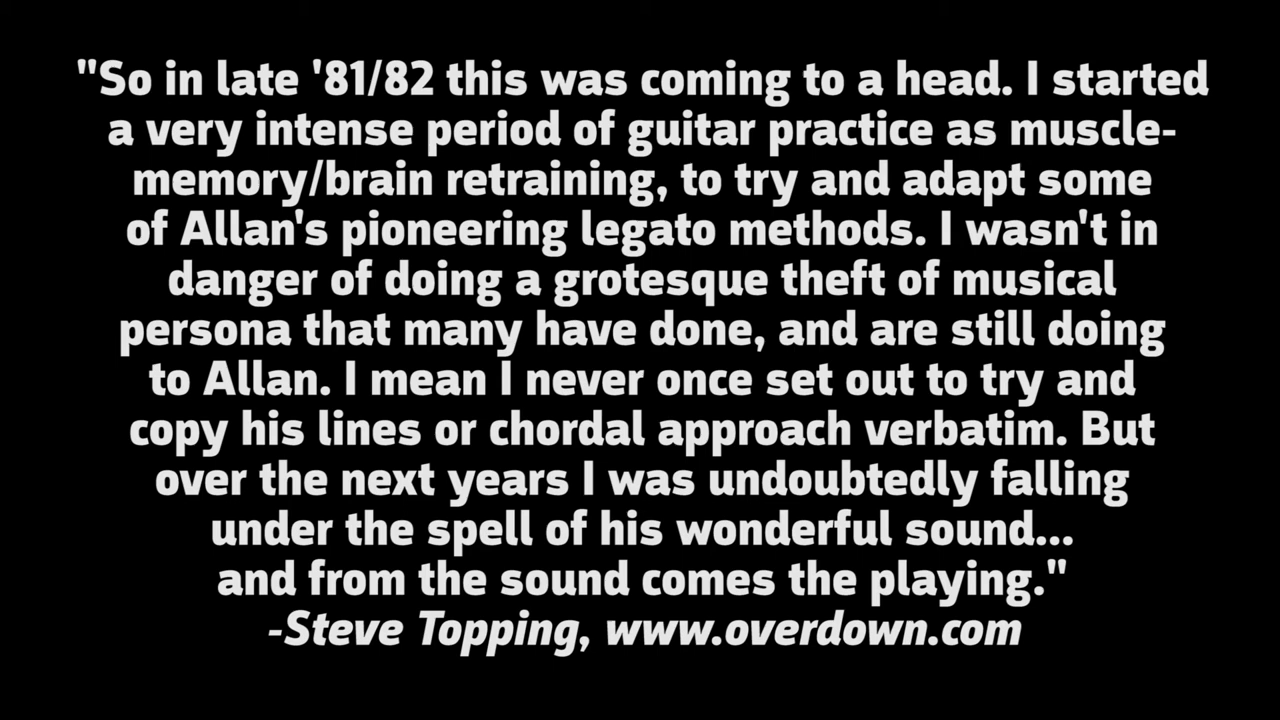 "So in late '81/82 this was coming to a head. I started
a very intense period of guitar practice as muscle-
memory/brain retraining, to try and adapt some
of Allan's pioneering legato methods. I wasn't in
danger of doing a grotesque theft of musical
persona that many have done, and are still doing
to Allan. I mean I never once set out to try and
copy his lines or chordal approach verbatim. But
over the next years I was undoubtedly falling
under the spell of his wonderful sound...
and from the sound comes the playing."
-Steve Topping, www.overdown.com